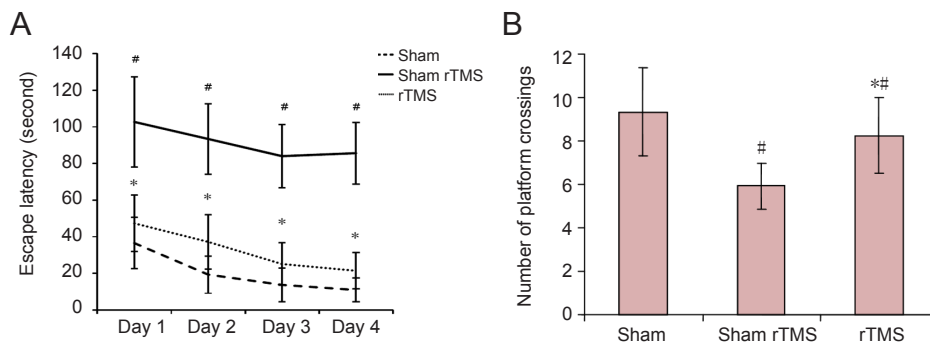 A
Escape latency (second)
140
120
100
80
60
40
20
0
# # # #
* * * *
Day 1 Day 2 Day 3 Day 4
Sham
Sham rTMS
rTMS
B
Number of platform crossings
12
10
8
6
4
2
0
#
*#
Sham Sham rTMS rTMS